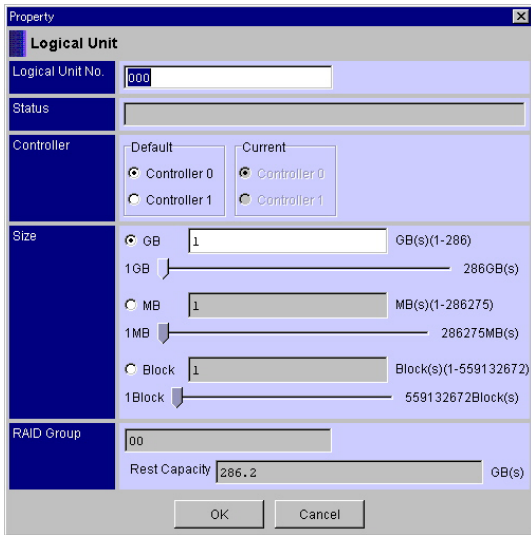 Property
Logical Unit
Logical Unit No.
000
Status
Controller
Default
Current
Controller 0
Controller 0
Controller 1
Controller 1
Size
GB
1
GB(s)(1-286)
1GB
286GB(s)
MB
1
MB(s)(1-286275)
1MB
286275MB(s)
Block
1
Block(s)(1-559132672)
1Block
559132672Block(s)
RAID Group
00
Rest Capacity
286.2
GB(s)
OK
Cancel